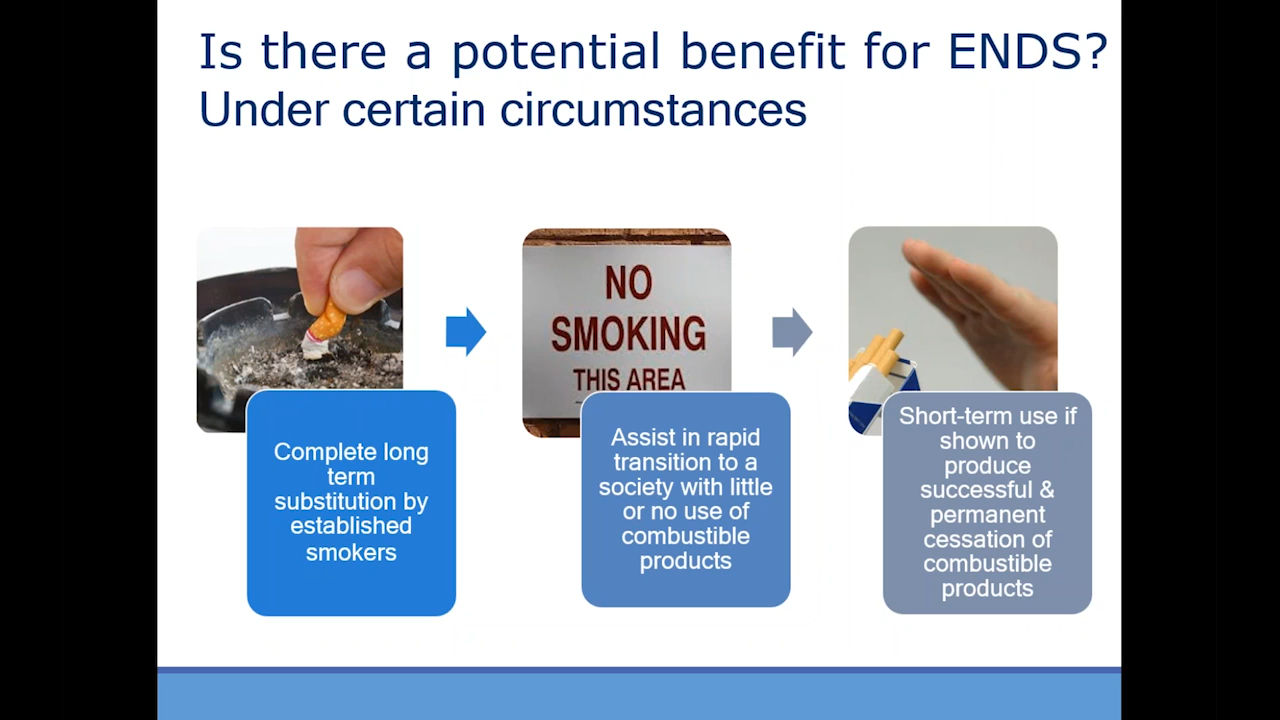 Is there a potential benefit for ENDS?
Under certain circumstances
NO
SMOKING
THIS AREA
Complete long
term
substitution by
established
smokers
Assist in rapid
transition to a
society with little
or no use of
combustible
products
Short-term use if
shown to
produce
successful &
permanent
cessation of
combustible
products